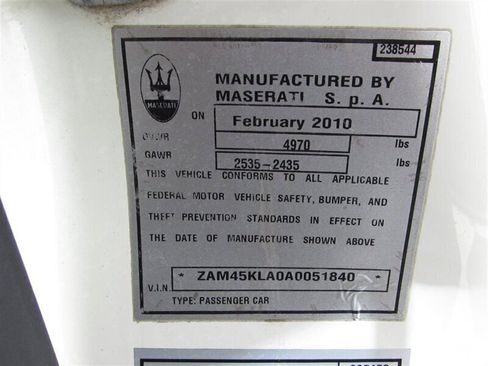 238544
MASERATI
MANUFACTURED BY
MASERATI S. p. A.
ON February 2010
GVWR 4970 lbs
GAWR 2535-2435 lbs
THIS VEHICLE CONFORMS TO ALL APPLICABLE
FEDERAL MOTOR VEHICLE SAFETY, BUMPER, AND
THEFT PREVENTION STANDARDS IN EFFECT ON
THE DATE OF MANUFACTURE SHOWN ABOVE
V.I.N. * ZAM45KLA0A0051840 *
TYPE: PASSENGER CAR